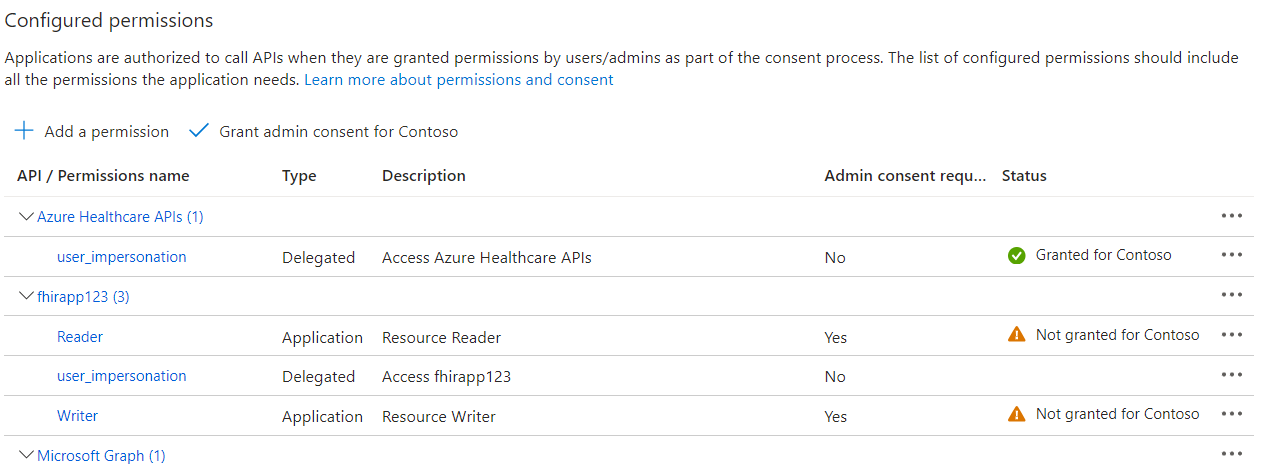 Configured permissions
Applications are authorized to call APIs when they are granted permissions by users/admins as part of the consent process. The list of configured permissions should include
all the permissions the application needs. Learn more about permissions and consent
Add a permission Grant admin consent for Contoso
API / Permissions name Type Description Admin consent requ... Status
Azure Healthcare APIs (1)
user_impersonation Delegated Access Azure Healthcare APIs No Granted for Contoso
fhirapp123 (3)
Reader Application Resource Reader Yes Not granted for Contoso
user_impersonation Delegated Access fhirapp123 No
Writer Application Resource Writer Yes Not granted for Contoso
Microsoft Graph (1)